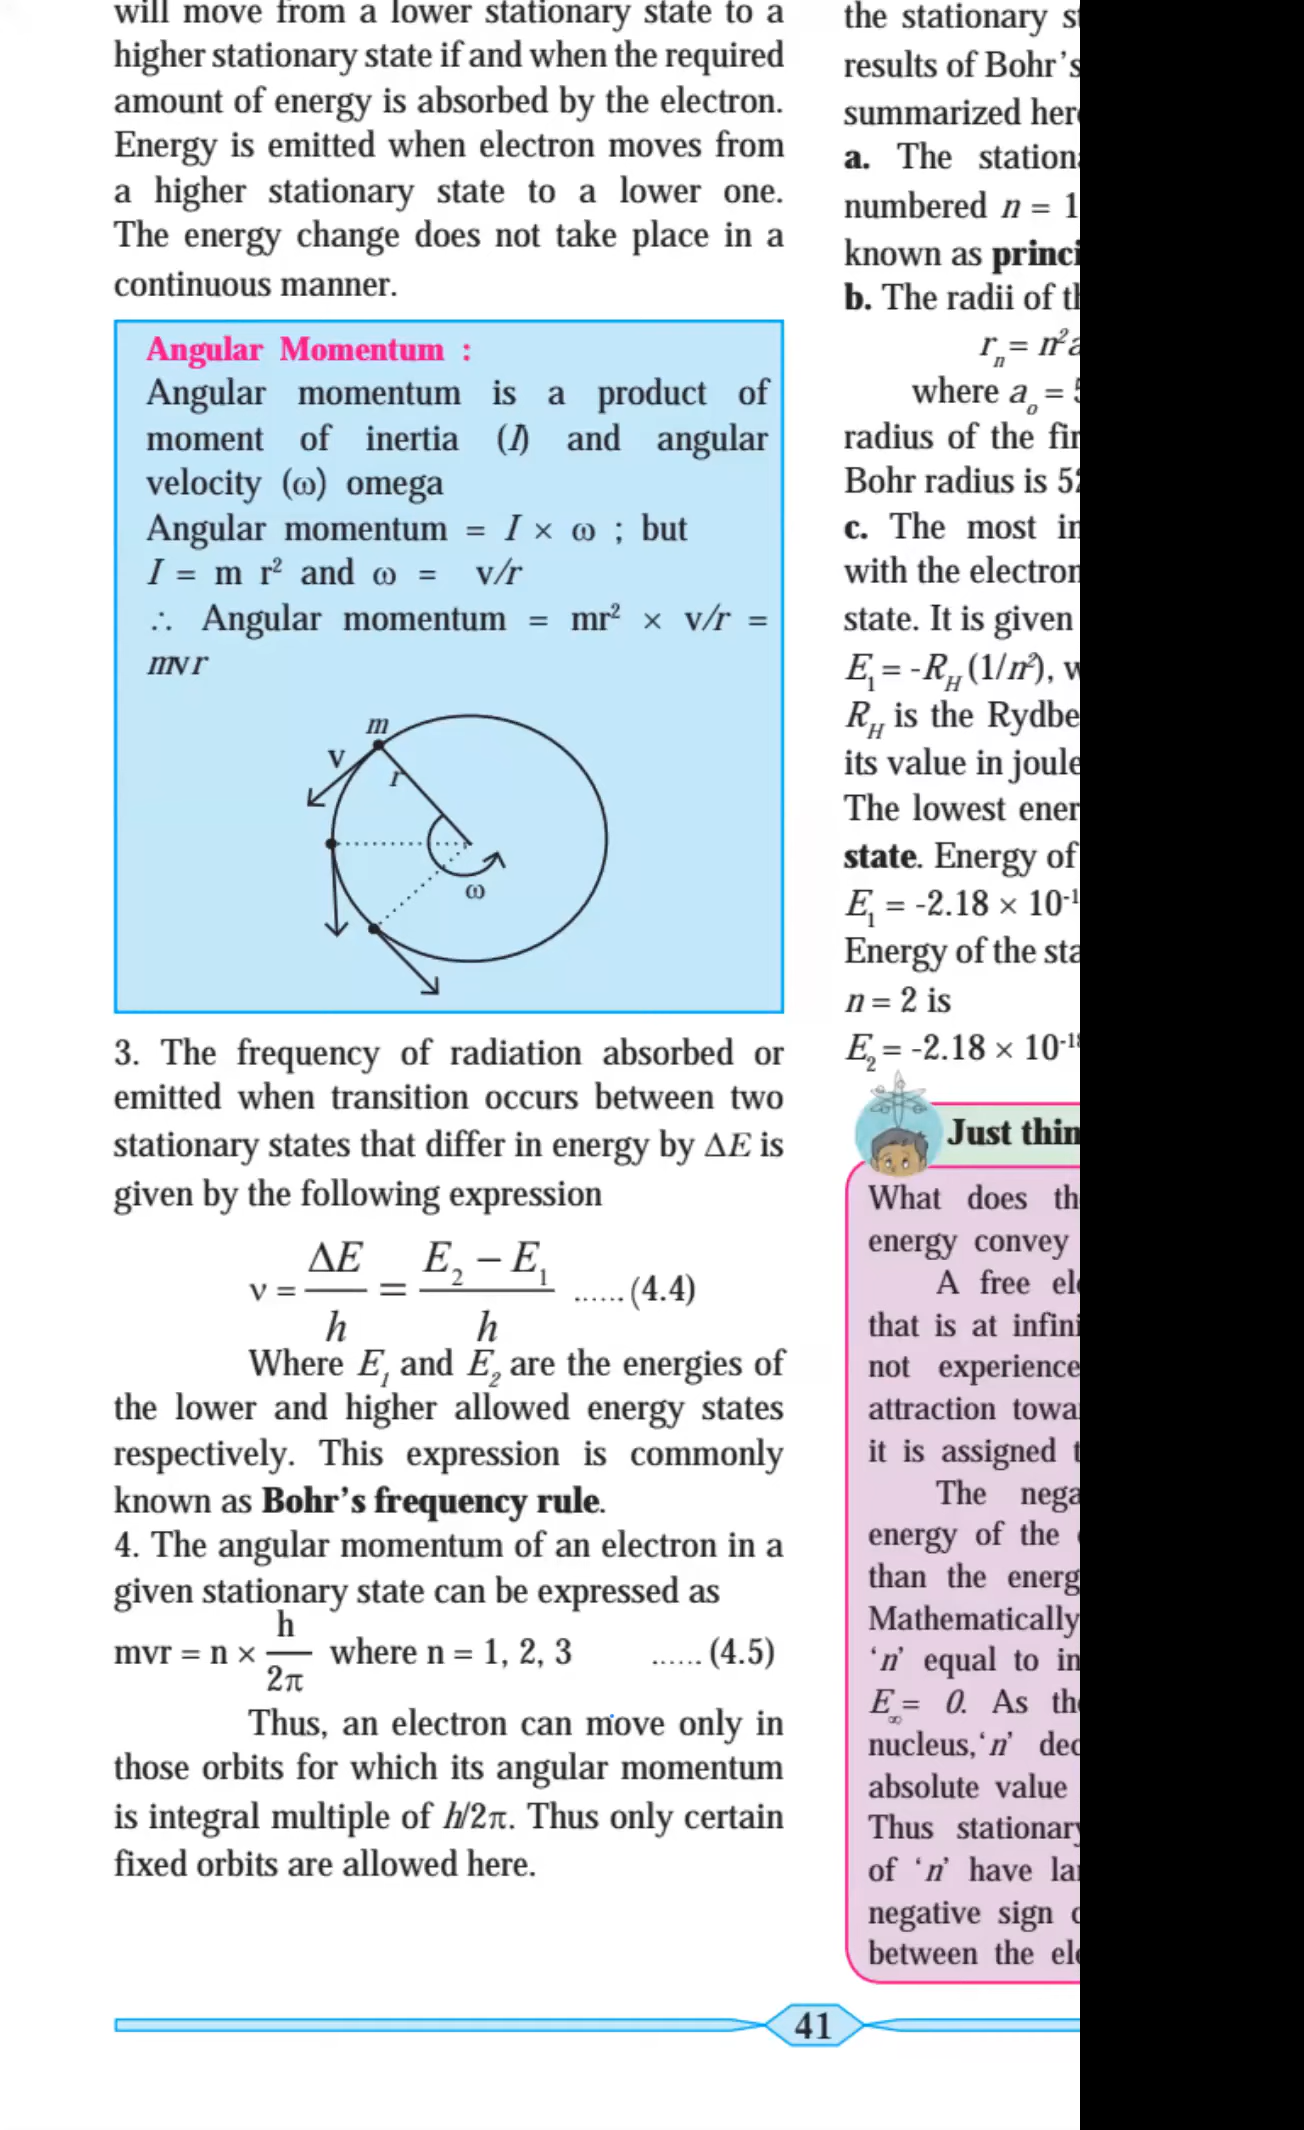 will move from a lower stationary state to a
higher stationary state if and when the required
amount of energy is absorbed by the electron.
Energy is emitted when electron moves from
a higher stationary state to a lower one.
The energy change does not take place in a
continuous manner.
Angular Momentum :
Angular momentum is a product of
moment of inertia (I) and angular
velocity (ω) omega
Angular momentum = I × ω ; but
I = m r² and ω = v/r
∴ Angular momentum = mr² × v/r =
mvr
m
v
r
ω
3. The frequency of radiation absorbed or
emitted when transition occurs between two
stationary states that differ in energy by ΔE is
given by the following expression
ν = ΔE/h = (E₂ − E₁)/h ......(4.4)
Where E₁ and E₂ are the energies of
the lower and higher allowed energy states
respectively. This expression is commonly
known as Bohr's frequency rule.
4. The angular momentum of an electron in a
given stationary state can be expressed as
mvr = n × h/2π where n = 1, 2, 3 ...... (4.5)
Thus, an electron can move only in
those orbits for which its angular momentum
is integral multiple of h/2π. Thus only certain
fixed orbits are allowed here.
the stationary
results of Bohr's
summarized
a. The
numbered n = 1
known as
b. The radii of
rₙ = n²a
where a₀ =
radius of the
Bohr radius is
c. The most
with the
state. It is given
E₁ = -R_H (1/n²),
R_H is the
its value in
The lowest
state. Energy of
E₁ = -2.18 × 10⁻¹
Energy of the
n = 2 is
E₂ = -2.18 × 10⁻¹⁸
Just
What does
energy convey
A free
that is at
not experience
attraction
it is assigned
The
energy of the
than the
Mathematically
'n' equal to
E∞ = 0. As
nucleus, 'n'
absolute value
Thus
of 'n' have
negative sign
between the
41